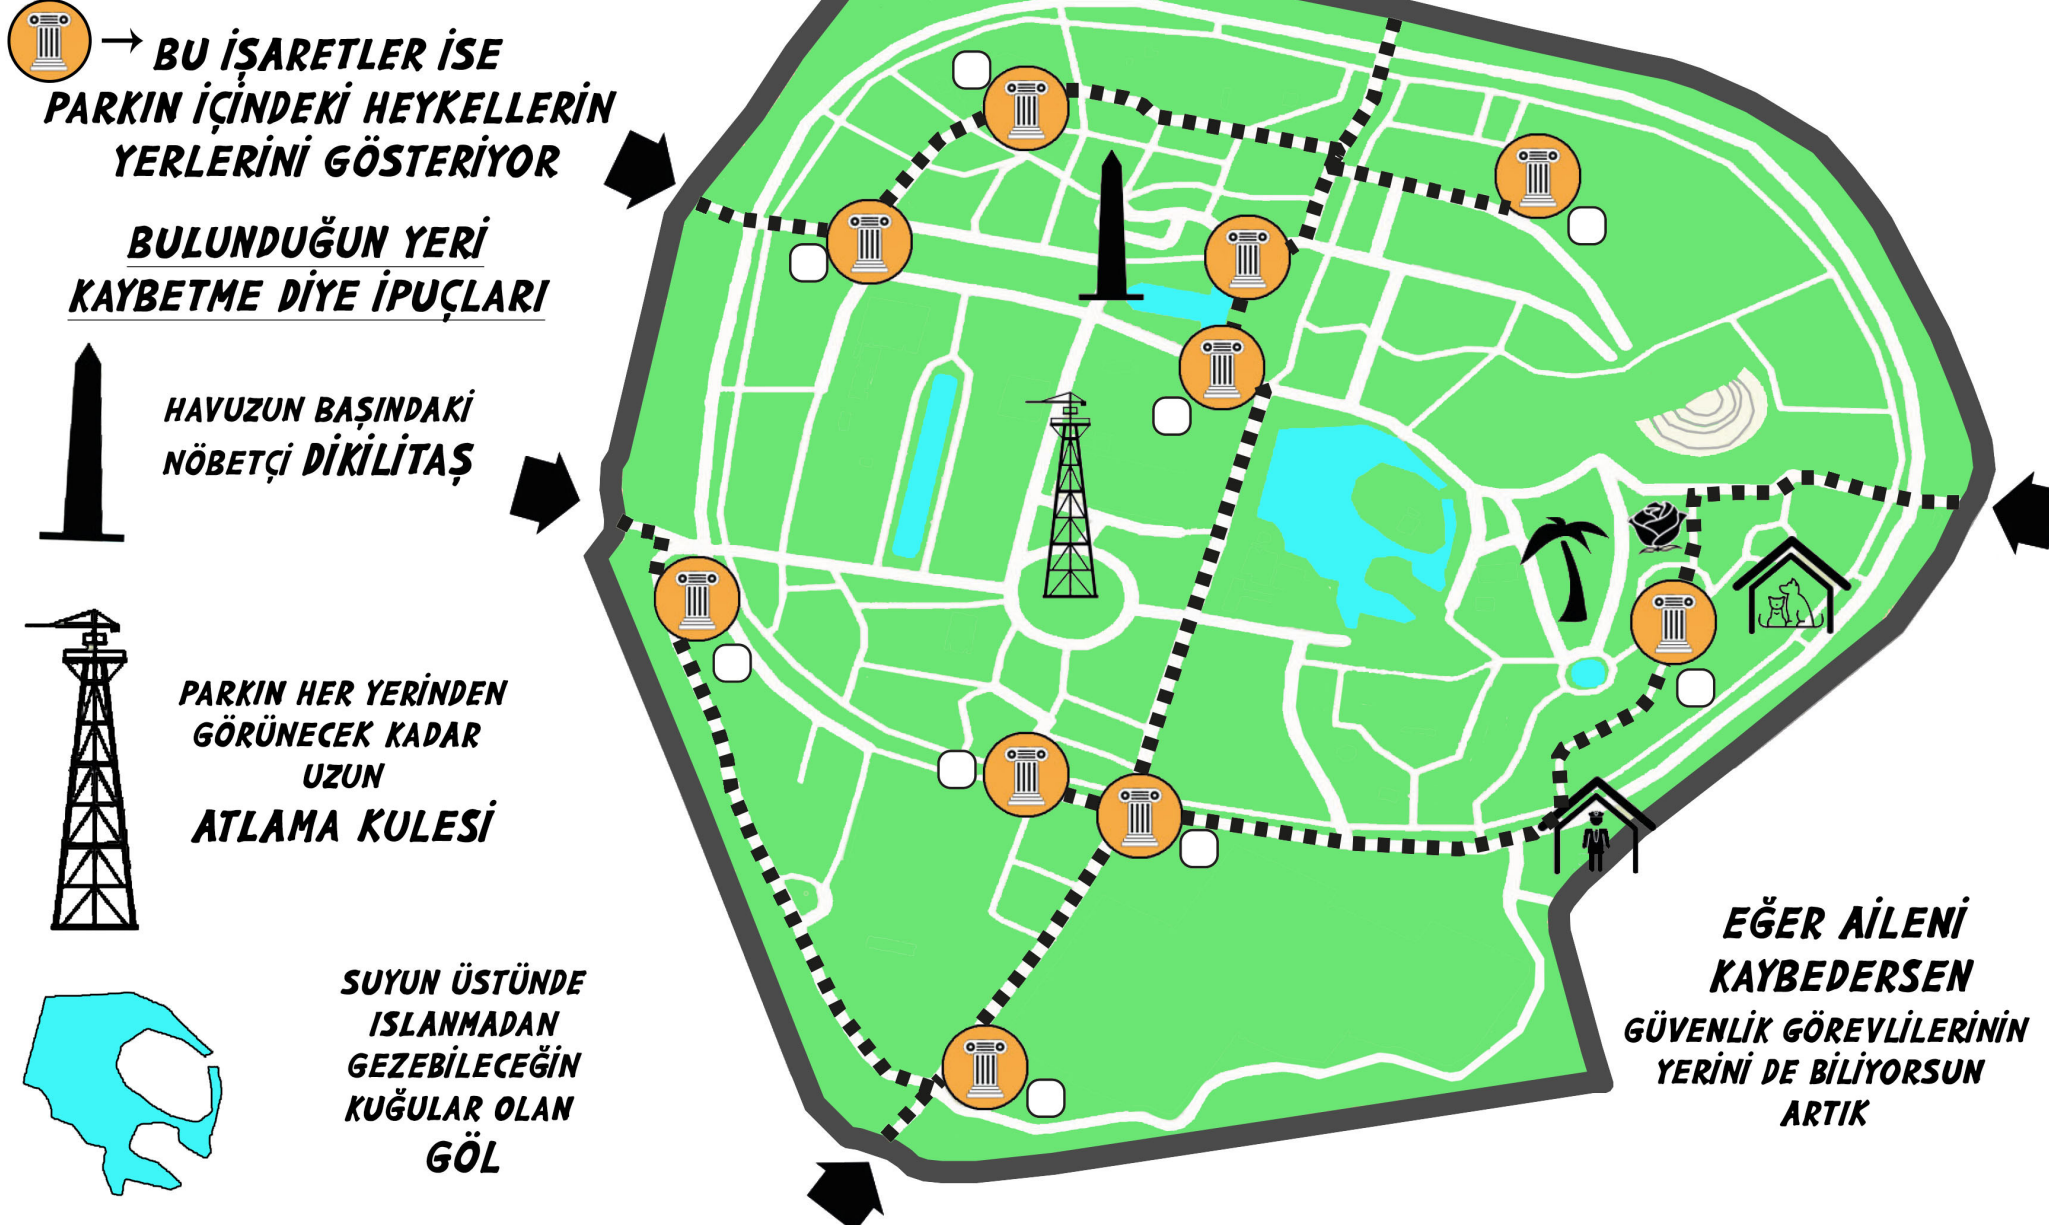 BU İŞARETLER İSE
PARKIN İÇİNDEKİ HEYKELLERİN
YERLERİNİ GÖSTERİYOR
BULUNDUĞUN YERİ
KAYBETME DİYE İPUÇLARI
HAVUZUN BAŞINDAKİ
NÖBETÇİ DİKİLİTAŞ
PARKIN HER YERİNDEN
GÖRÜNECEK KADAR
UZUN
ATLAMA KULESİ
SUYUN ÜSTÜNDE
ISLANMADAN
GEZEBİLECEĞİN
KUĞULAR OLAN
GÖL
EĞER AİLENİ
KAYBEDERSEN
GÜVENLİK GÖREVLİLERİNİN
YERİNİ DE BİLİYORSUN
ARTIK